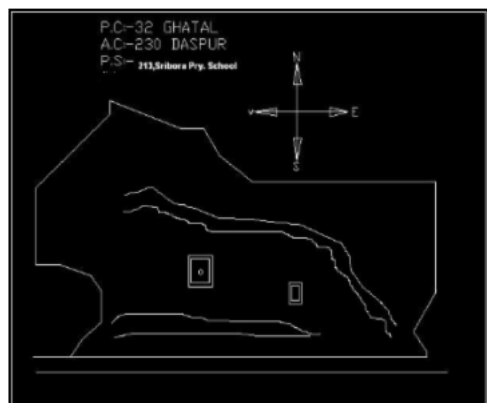 P.C:-32 GHATAL
A.C:-230 DASPUR
P.S:- 213,Sribora Pry. School
N
E
S